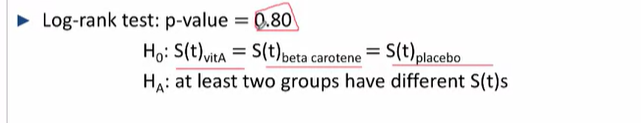 ▶ Log-rank test: p-value = 0.80
H₀: S(t)vitA = S(t)beta carotene = S(t)placebo
Hₐ: at least two groups have different S(t)s